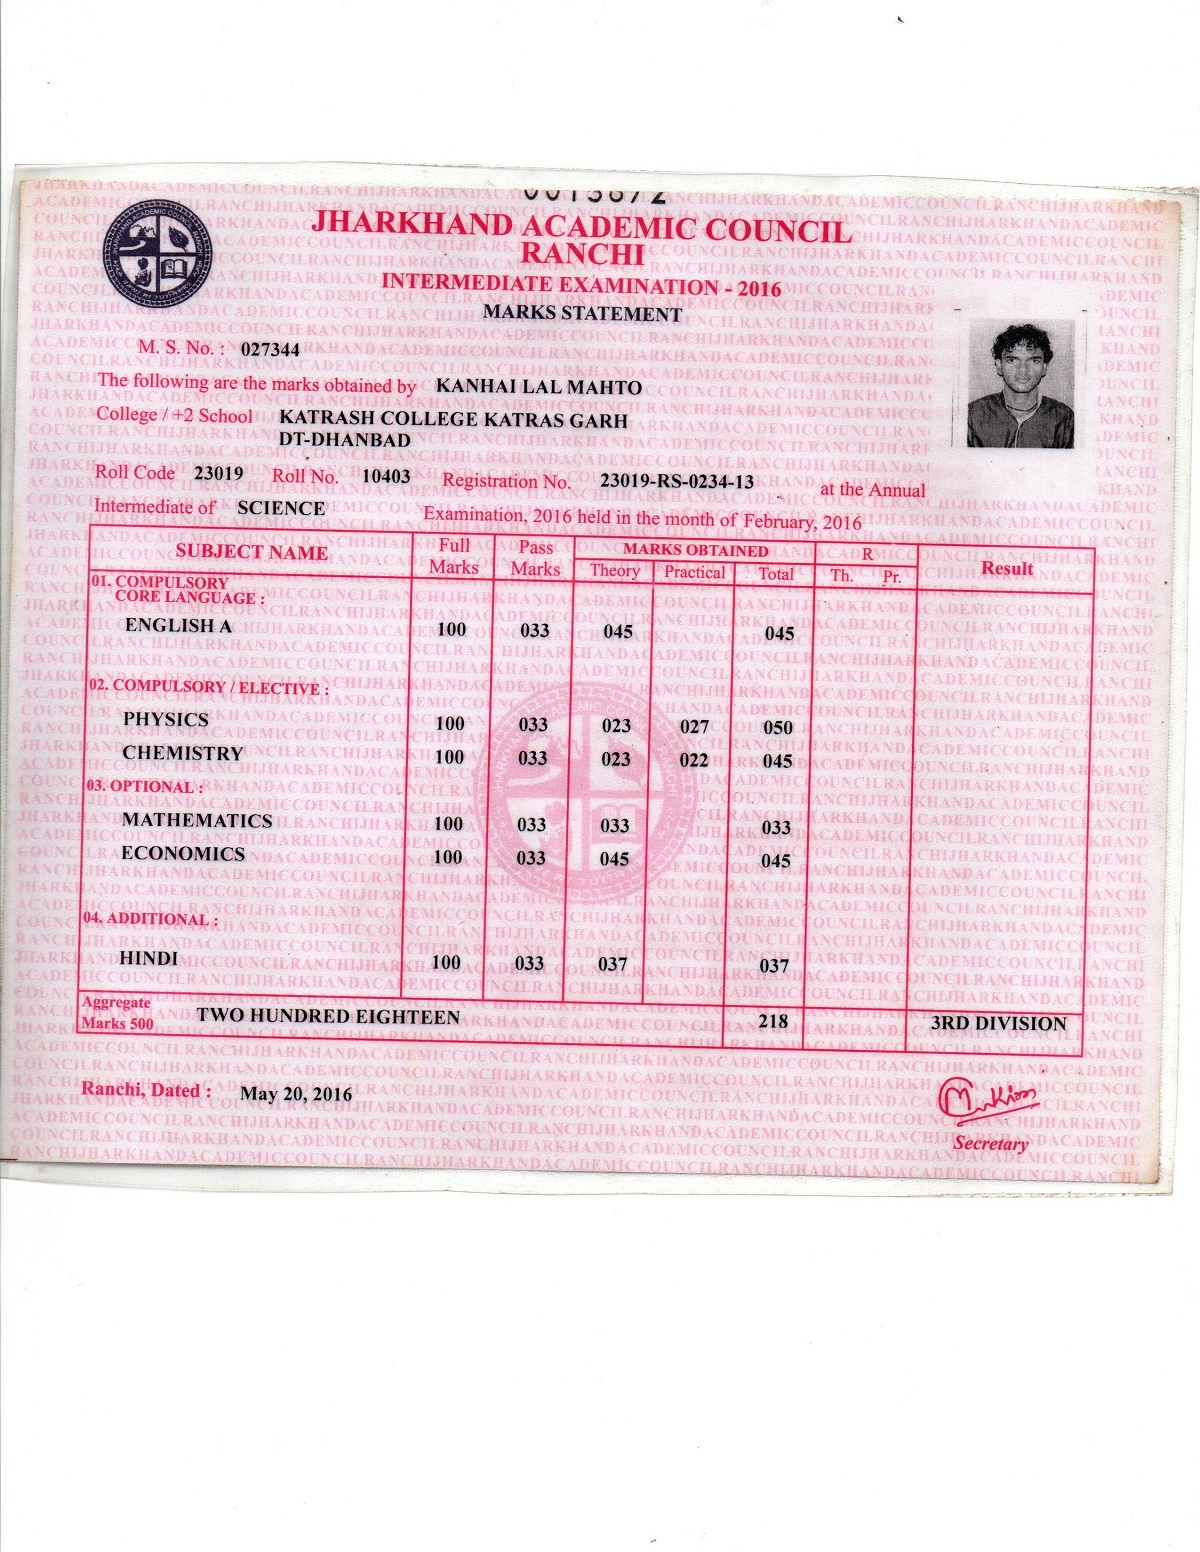 JHARKHAND ACADEMIC COUNCIL
RANCHI
INTERMEDIATE EXAMINATION - 2016
MARKS STATEMENT
M. S. No. : 027344
The following are the marks obtained by KANHAI LAL MAHTO
College / +2 School KATRASH COLLEGE KATRAS GARH
DT-DHANBAD
Roll Code 23019 Roll No. 10403 Registration No. 23019-RS-0234-13 at the Annual
Intermediate of SCIENCE Examination, 2016 held in the month of February, 2016
SUBJECT NAME Full Marks Pass Marks MARKS OBTAINED R Result
Theory Practical Total Th. Pr.
01. COMPULSORY
CORE LANGUAGE :
ENGLISH A 100 033 045 045
02. COMPULSORY / ELECTIVE :
PHYSICS 100 033 023 027 050
CHEMISTRY 100 033 023 022 045
03. OPTIONAL :
MATHEMATICS 100 033 033 033
ECONOMICS 100 033 045 045
04. ADDITIONAL :
HINDI 100 033 037 037
Aggregate
Marks 500 TWO HUNDRED EIGHTEEN 218 3RD DIVISION
Ranchi, Dated : May 20, 2016
Secretary